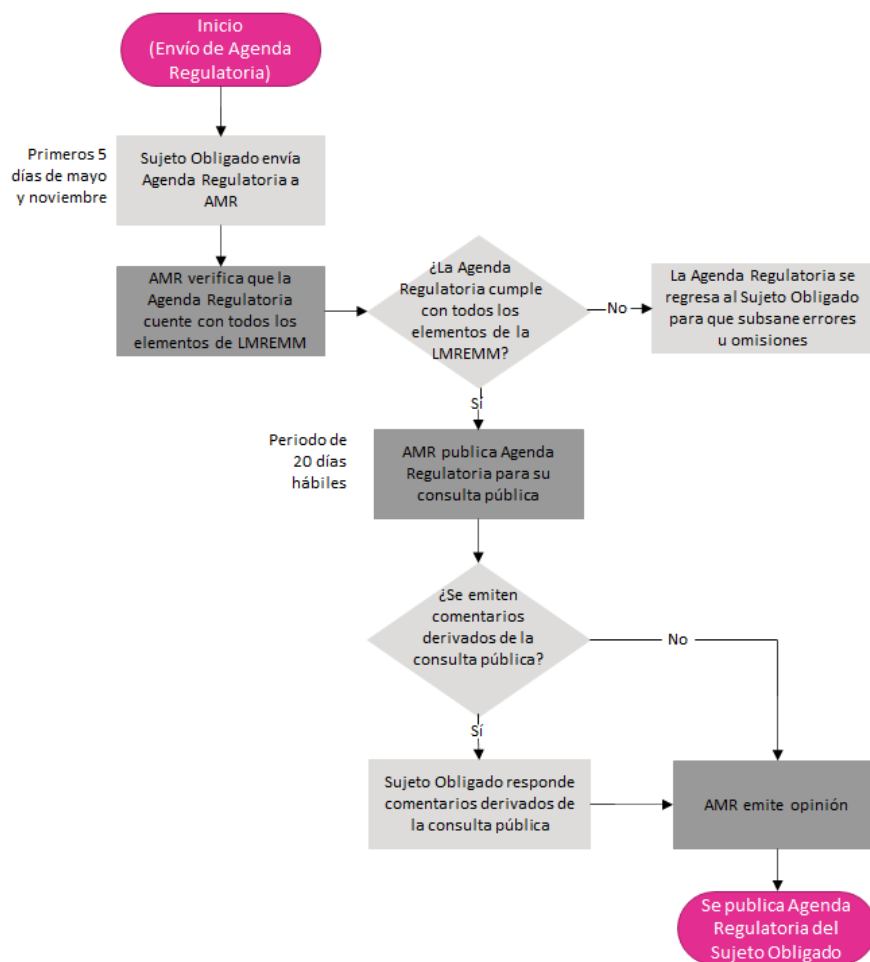 Inicio
(Envío de Agenda
Regulatoria)
Primeros 5
días de mayo
y noviembre
Sujeto Obligado envía
Agenda Regulatoria a
AMR
AMR verifica que la
Agenda Regulatoria
cuente con todos los
elementos de LMREMM
¿La Agenda
Regulatoria cumple
con todos los
elementos de la
LMREMM?
No
La Agenda Regulatoria se
regresa al Sujeto Obligado
para que subsane errores
u omisiones
Sí
Periodo de
20 días
hábiles
AMR publica Agenda
Regulatoria para su
consulta pública
¿Se emiten
comentarios
derivados de la
consulta pública?
No
Sí
Sujeto Obligado responde
comentarios derivados de
la consulta pública
AMR emite opinión
Se publica Agenda
Regulatoria del
Sujeto Obligado